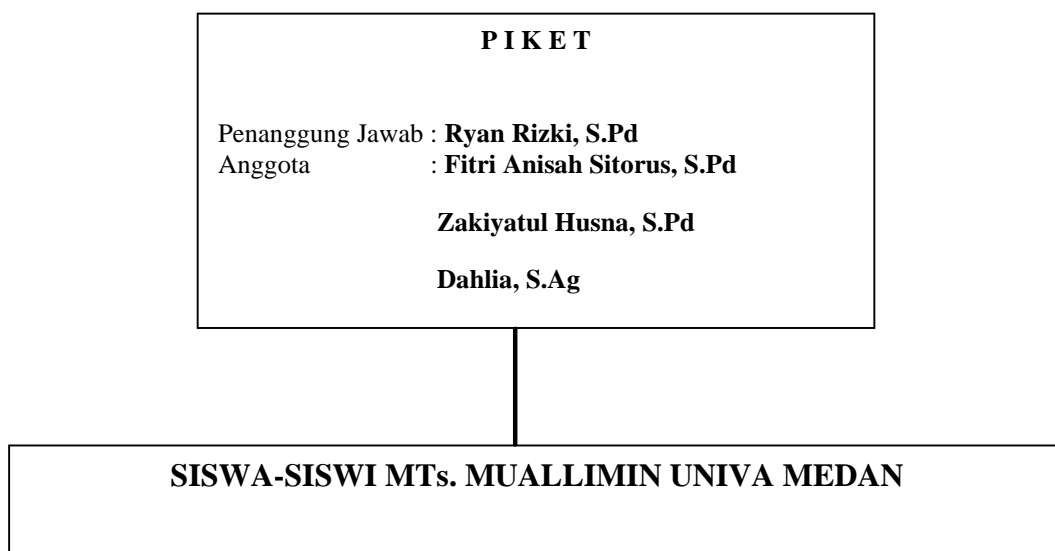 P I K E T
Penanggung Jawab : Ryan Rizki, S.Pd
Anggota : Fitri Anisah Sitorus, S.Pd
Zakiyatul Husna, S.Pd
Dahlia, S.Ag
SISWA-SISWI MTs. MUALLIMIN UNIVA MEDAN